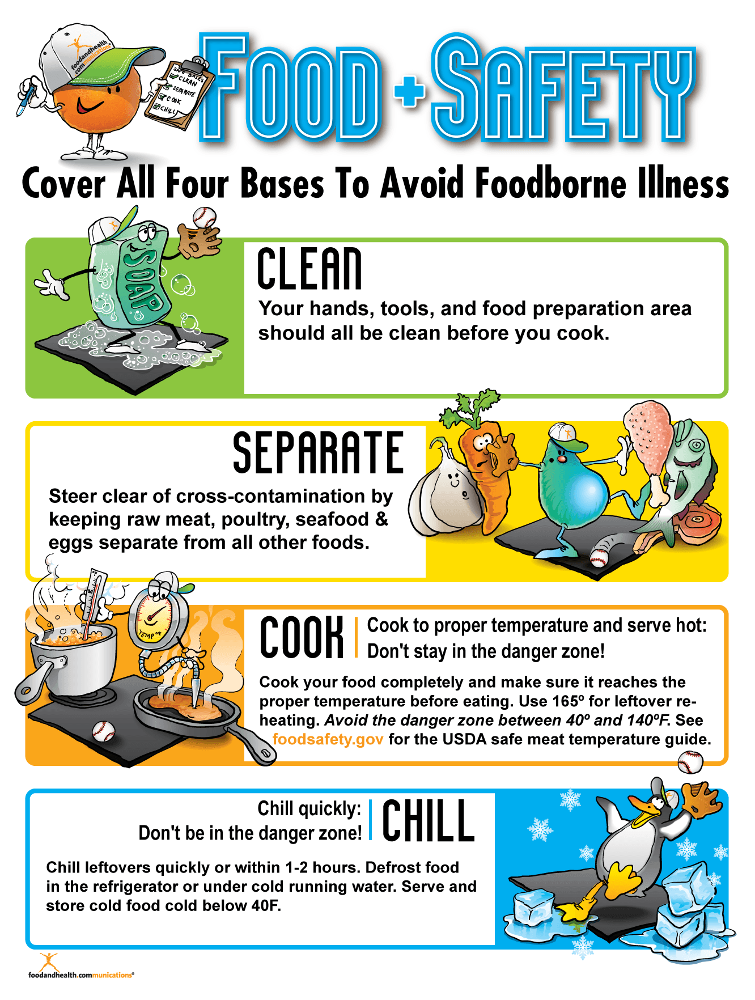 foodandhealth
communications®
SAFE BASES
CLEAN
SEPARATE
COOK
CHILL
FOOD + SAFETY
Cover All Four Bases To Avoid Foodborne Illness
SOAP
CLEAN
Your hands, tools, and food preparation area
should all be clean before you cook.
SEPARATE
Steer clear of cross-contamination by
keeping raw meat, poultry, seafood &
eggs separate from all other foods.
°F
TEMP °F
COOK
Cook to proper temperature and serve hot:
Don't stay in the danger zone!
Cook your food completely and make sure it reaches the
proper temperature before eating. Use 165º for leftover re-
heating. Avoid the danger zone between 40º and 140ºF. See
foodsafety.gov for the USDA safe meat temperature guide.
Chill quickly:
Don't be in the danger zone!
CHILL
Chill leftovers quickly or within 1-2 hours. Defrost food
in the refrigerator or under cold running water. Serve and
store cold food cold below 40F.
foodandhealth.communications®